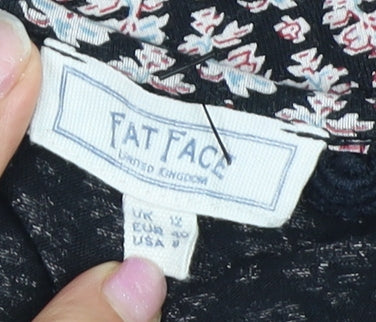 FAT FACE
UNITED KINGDOM
UK 12
EUR 40
USA 8